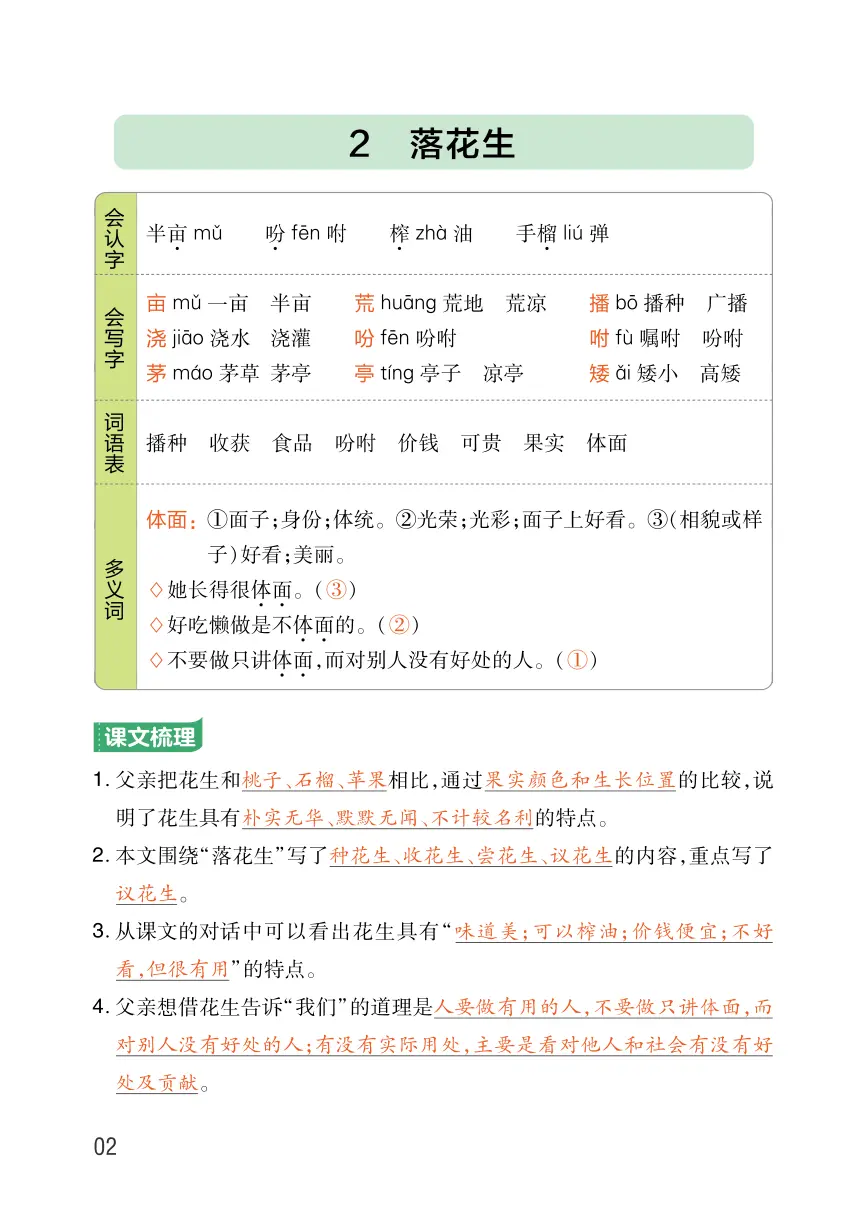 2 落花生
会认字
半亩 mǔ 吩 fēn 咐 榨 zhà 油 手榴 liú 弹
会写字
亩 mǔ 一亩 半亩 荒 huāng 荒地 荒凉 播 bō 播种 广播
浇 jiāo 浇水 浇灌 吩 fēn 吩咐 咐 fù 嘱咐 吩咐
茅 máo 茅草 茅亭 亭 tíng 亭子 凉亭 矮 ǎi 矮小 高矮
词语表
播种 收获 食品 吩咐 价钱 可贵 果实 体面
多义词
体面：①面子；身份；体统。②光荣；光彩；面子上好看。③（相貌或样
子）好看；美丽。
♢她长得很体面。（③）
♢好吃懒做是不体面的。（②）
♢不要做只讲体面，而对别人没有好处的人。（①）
课文梳理
1. 父亲把花生和桃子、石榴、苹果相比，通过果实颜色和生长位置的比较，说
明了花生具有朴实无华、默默无闻、不计较名利的特点。
2. 本文围绕“落花生”写了种花生、收花生、尝花生、议花生的内容，重点写了
议花生。
3. 从课文的对话中可以看出花生具有“味道美；可以榨油；价钱便宜；不好
看，但很有用”的特点。
4. 父亲想借花生告诉“我们”的道理是人要做有用的人，不要做只讲体面，而
对别人没有好处的人；有没有实际用处，主要是看对他人和社会有没有好
处及贡献。
02